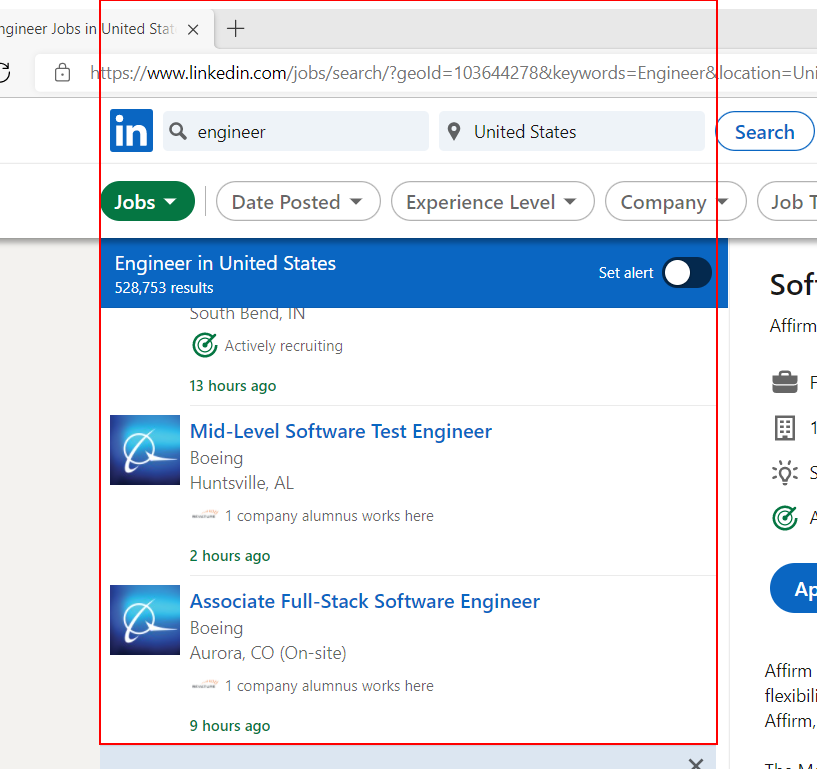 ngineer Jobs in United Stat
https://www.linkedin.com/jobs/search/?geoId=103644278&keywords=Engineer&location=Uni
in
engineer
United States
Search
Jobs
Date Posted
Experience Level
Company
Job T
Engineer in United States
528,753 results
Set alert
South Bend, IN
Actively recruiting
13 hours ago
Mid-Level Software Test Engineer
Boeing
Huntsville, AL
1 company alumnus works here
2 hours ago
Associate Full-Stack Software Engineer
Boeing
Aurora, CO (On-site)
1 company alumnus works here
9 hours ago
Sof
Affirm
F
1
S
A
Ap
Affirm
flexibili
Affirm,